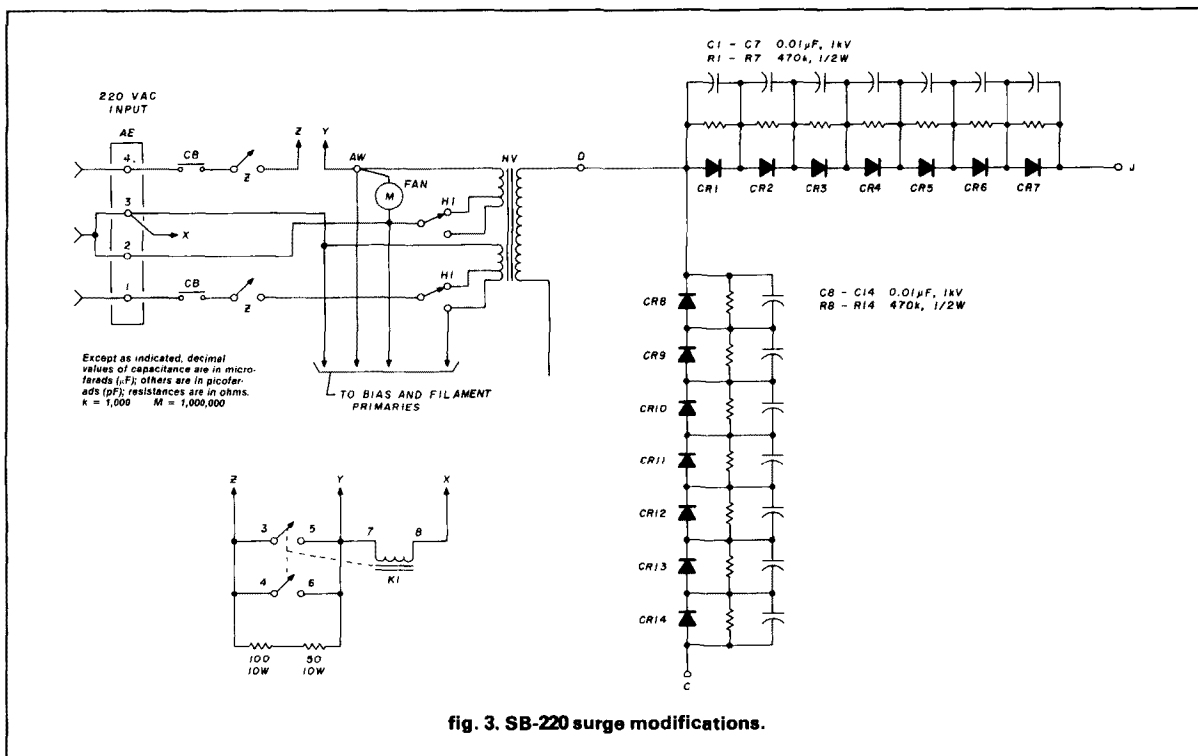 C1 - C7 0.01µF, 1kV
R1 - R7 470k, 1/2W
220 VAC
INPUT
AE
4
CB
Z
Z
Y
AW
FAN
M
H1
HV
D
CR1
CR2
CR3
CR4
CR5
CR6
CR7
J
3
X
2
1
CB
Z
H1
Except as indicated, decimal
values of capacitance are in micro-
farads (µF); others are in picofar-
ads (pF); resistances are in ohms.
k = 1,000 M = 1,000,000
TO BIAS AND FILAMENT
PRIMARIES
CR8
C8 - C14 0.01µF, 1kV
R8 - R14 470k, 1/2W
CR9
CR10
CR11
CR12
CR13
CR14
C
Z
Y
X
3
5
7
8
K1
4
6
100
10W
50
10W
fig. 3. SB-220 surge modifications.